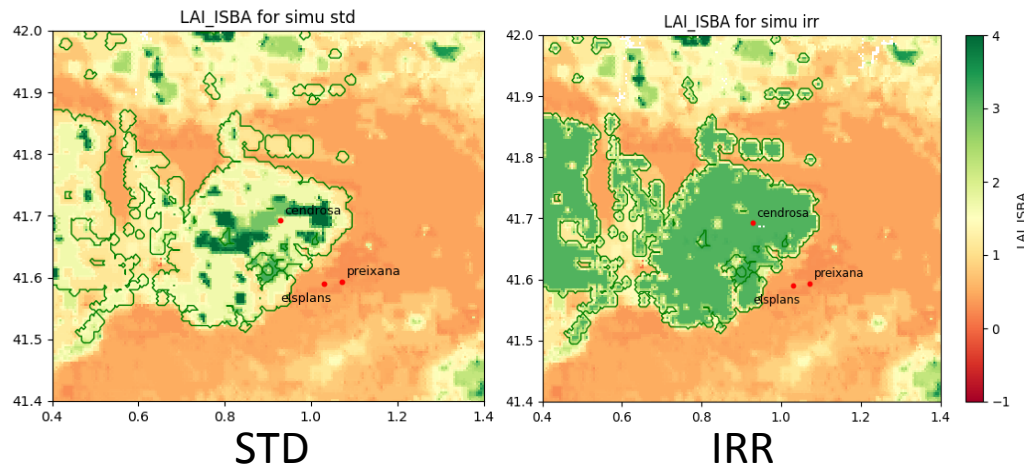 LAI_ISBA for simu std
42.0
41.9
41.8
41.7
41.6
41.5
41.4
0.4 0.6 0.8 1.0 1.2 1.4
cendrosa
preixana
elsplans
STD
LAI_ISBA for simu irr
42.0
41.9
41.8
41.7
41.6
41.5
41.4
0.4 0.6 0.8 1.0 1.2 1.4
cendrosa
preixana
elsplans
IRR
4
3
2
1
0
−1
LAI_ISBA